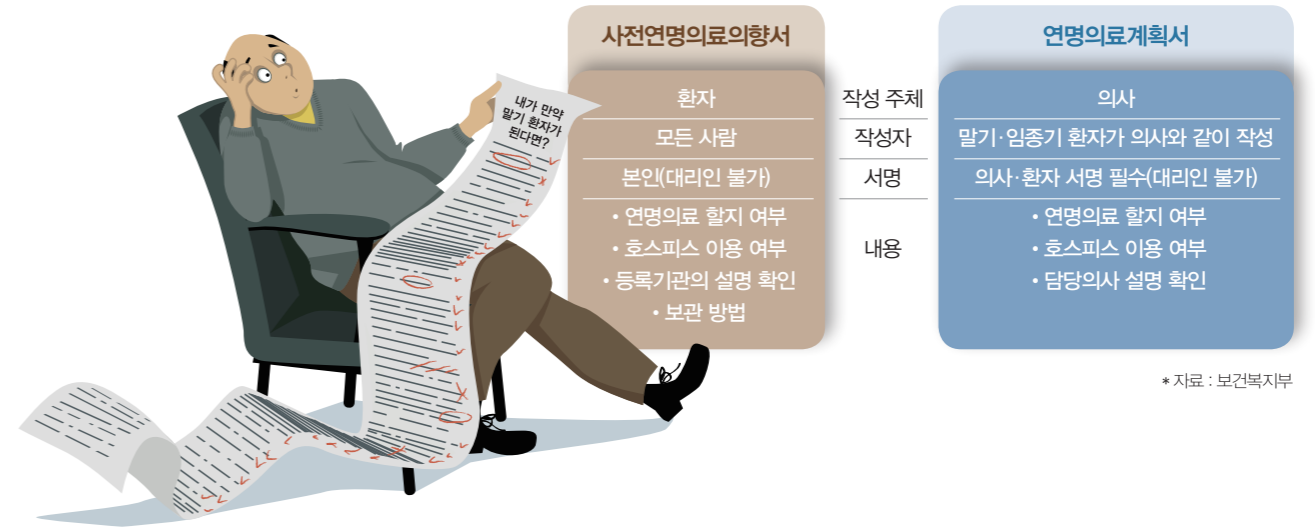 내가 만약
말기 환자가
된다면?
사전연명의료의향서
연명의료계획서
환자
작성 주체
의사
모든 사람
작성자
말기·임종기 환자가 의사와 같이 작성
본인(대리인 불가)
서명
의사·환자 서명 필수(대리인 불가)
• 연명의료 할지 여부
• 호스피스 이용 여부
• 등록기관의 설명 확인
• 보관 방법
내용
• 연명의료 할지 여부
• 호스피스 이용 여부
• 담당의사 설명 확인
* 자료 : 보건복지부